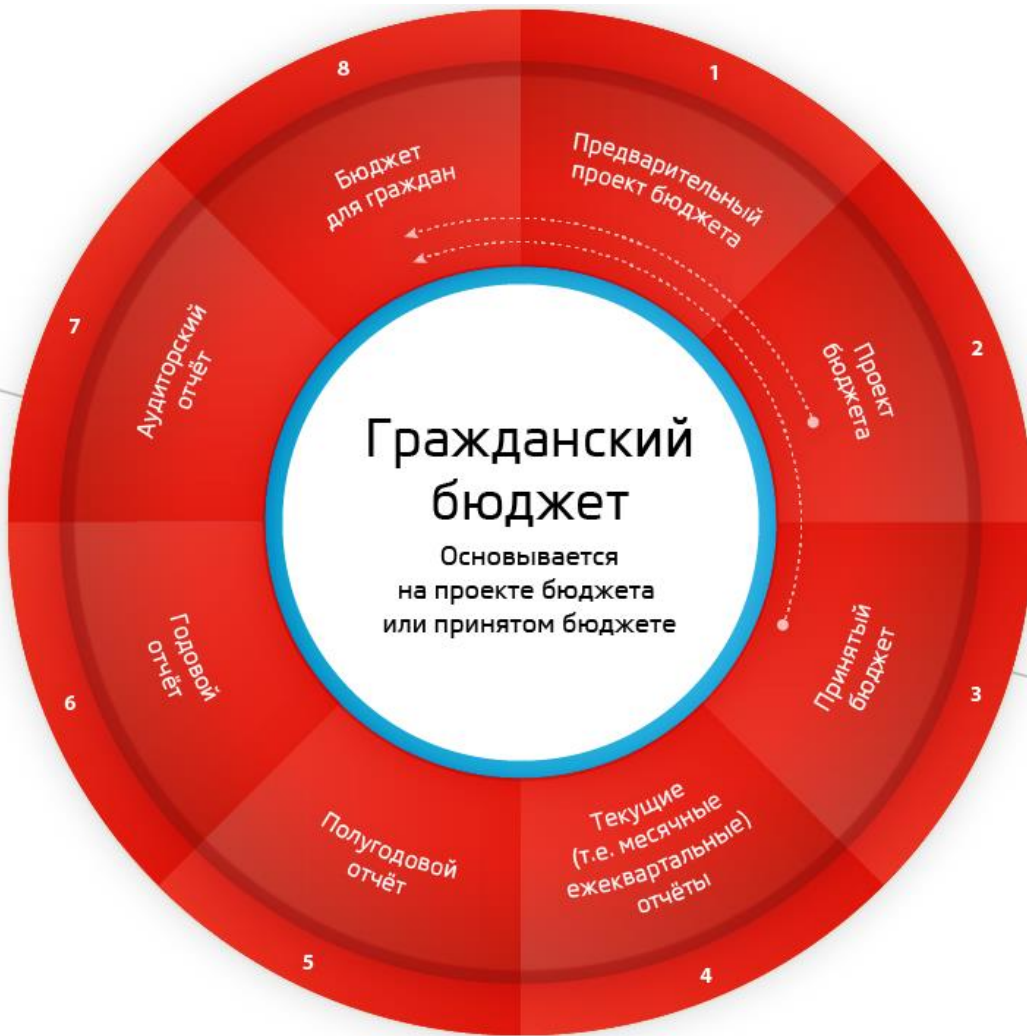 Гражданский
бюджет
Основывается
на проекте бюджета
или принятом бюджете
1
Предварительный
проект бюджета
2
Проект
бюджета
3
Принятый
бюджет
4
Текущие
(т.е. месячные
ежеквартальные)
отчёты
5
Полугодовой
отчёт
6
Годовой
отчёт
7
Аудиторский
отчёт
8
Бюджет
для граждан